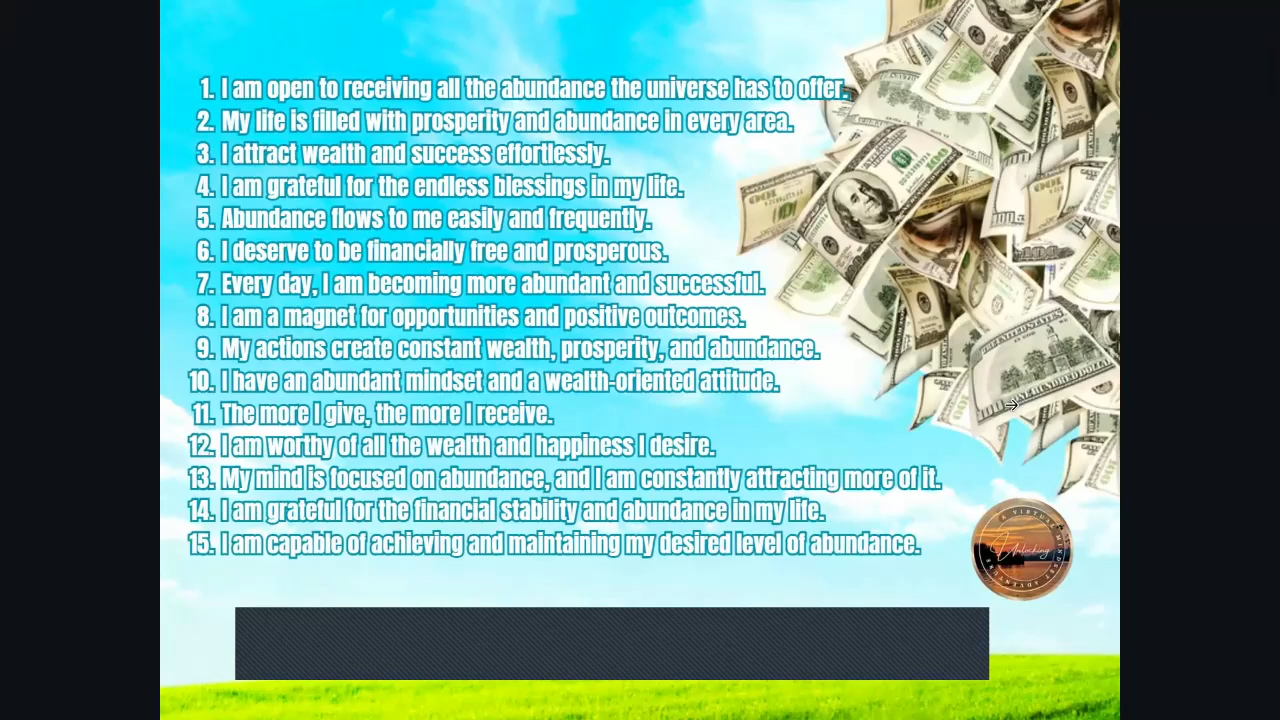 1. I am open to receiving all the abundance the universe has to offer.
2. My life is filled with prosperity and abundance in every area.
3. I attract wealth and success effortlessly.
4. I am grateful for the endless blessings in my life.
5. Abundance flows to me easily and frequently.
6. I deserve to be financially free and prosperous.
7. Every day, I am becoming more abundant and successful.
8. I am a magnet for opportunities and positive outcomes.
9. My actions create constant wealth, prosperity, and abundance.
10. I have an abundant mindset and a wealth-oriented attitude.
11. The more I give, the more I receive.
12. I am worthy of all the wealth and happiness I desire.
13. My mind is focused on abundance, and I am constantly attracting more of it.
14. I am grateful for the financial stability and abundance in my life.
15. I am capable of achieving and maintaining my desired level of abundance.
100
THE UNITED STATES
Unlocking
MINDSET ADVENTURE